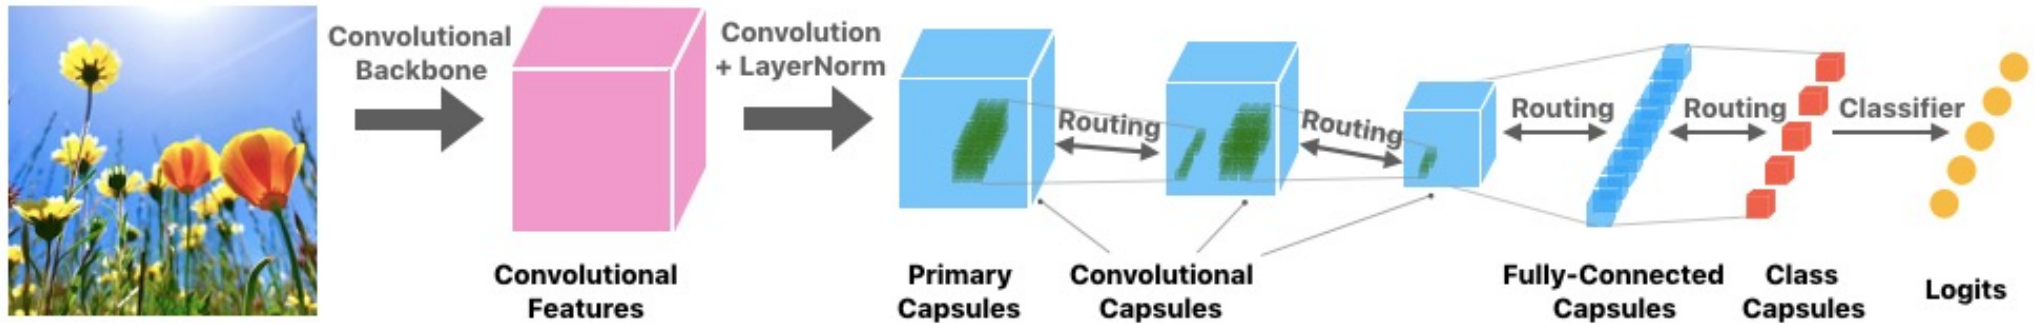 Convolutional
Backbone
Convolution
+ LayerNorm
Routing
Routing
Routing
Routing
Classifier
Convolutional
Features
Primary
Capsules
Convolutional
Capsules
Fully-Connected
Capsules
Class
Capsules
Logits